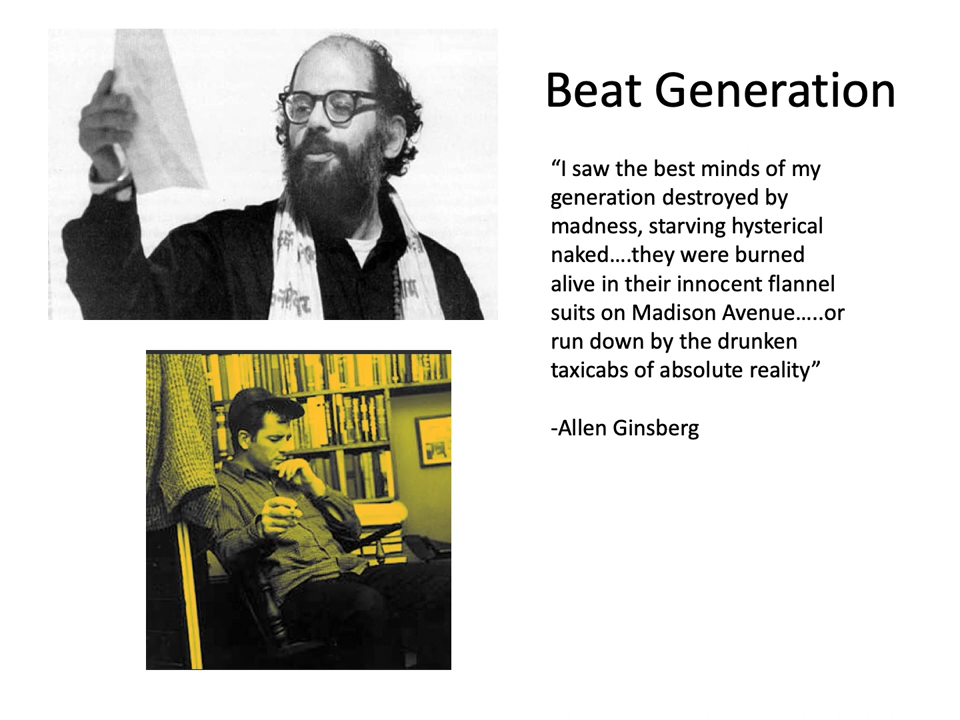 Beat Generation
“I saw the best minds of my
generation destroyed by
madness, starving hysterical
naked….they were burned
alive in their innocent flannel
suits on Madison Avenue…..or
run down by the drunken
taxicabs of absolute reality”
-Allen Ginsberg